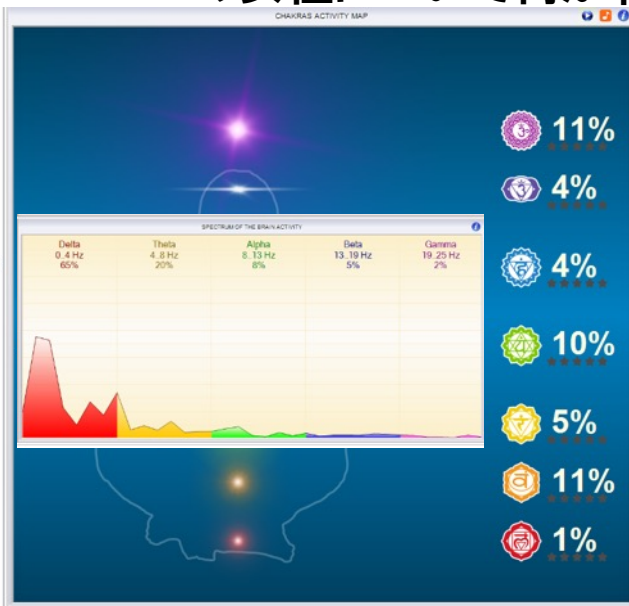 CHAKRAS ACTIVITY MAP
11%
4%
SPECTRUM OF THE BRAIN ACTIVITY
Delta Theta Alpha Beta Gamma
0..4 Hz 4..8 Hz 8..13 Hz 13..19 Hz 19..25 Hz
65% 20% 8% 5% 2%
4%
10%
5%
11%
1%